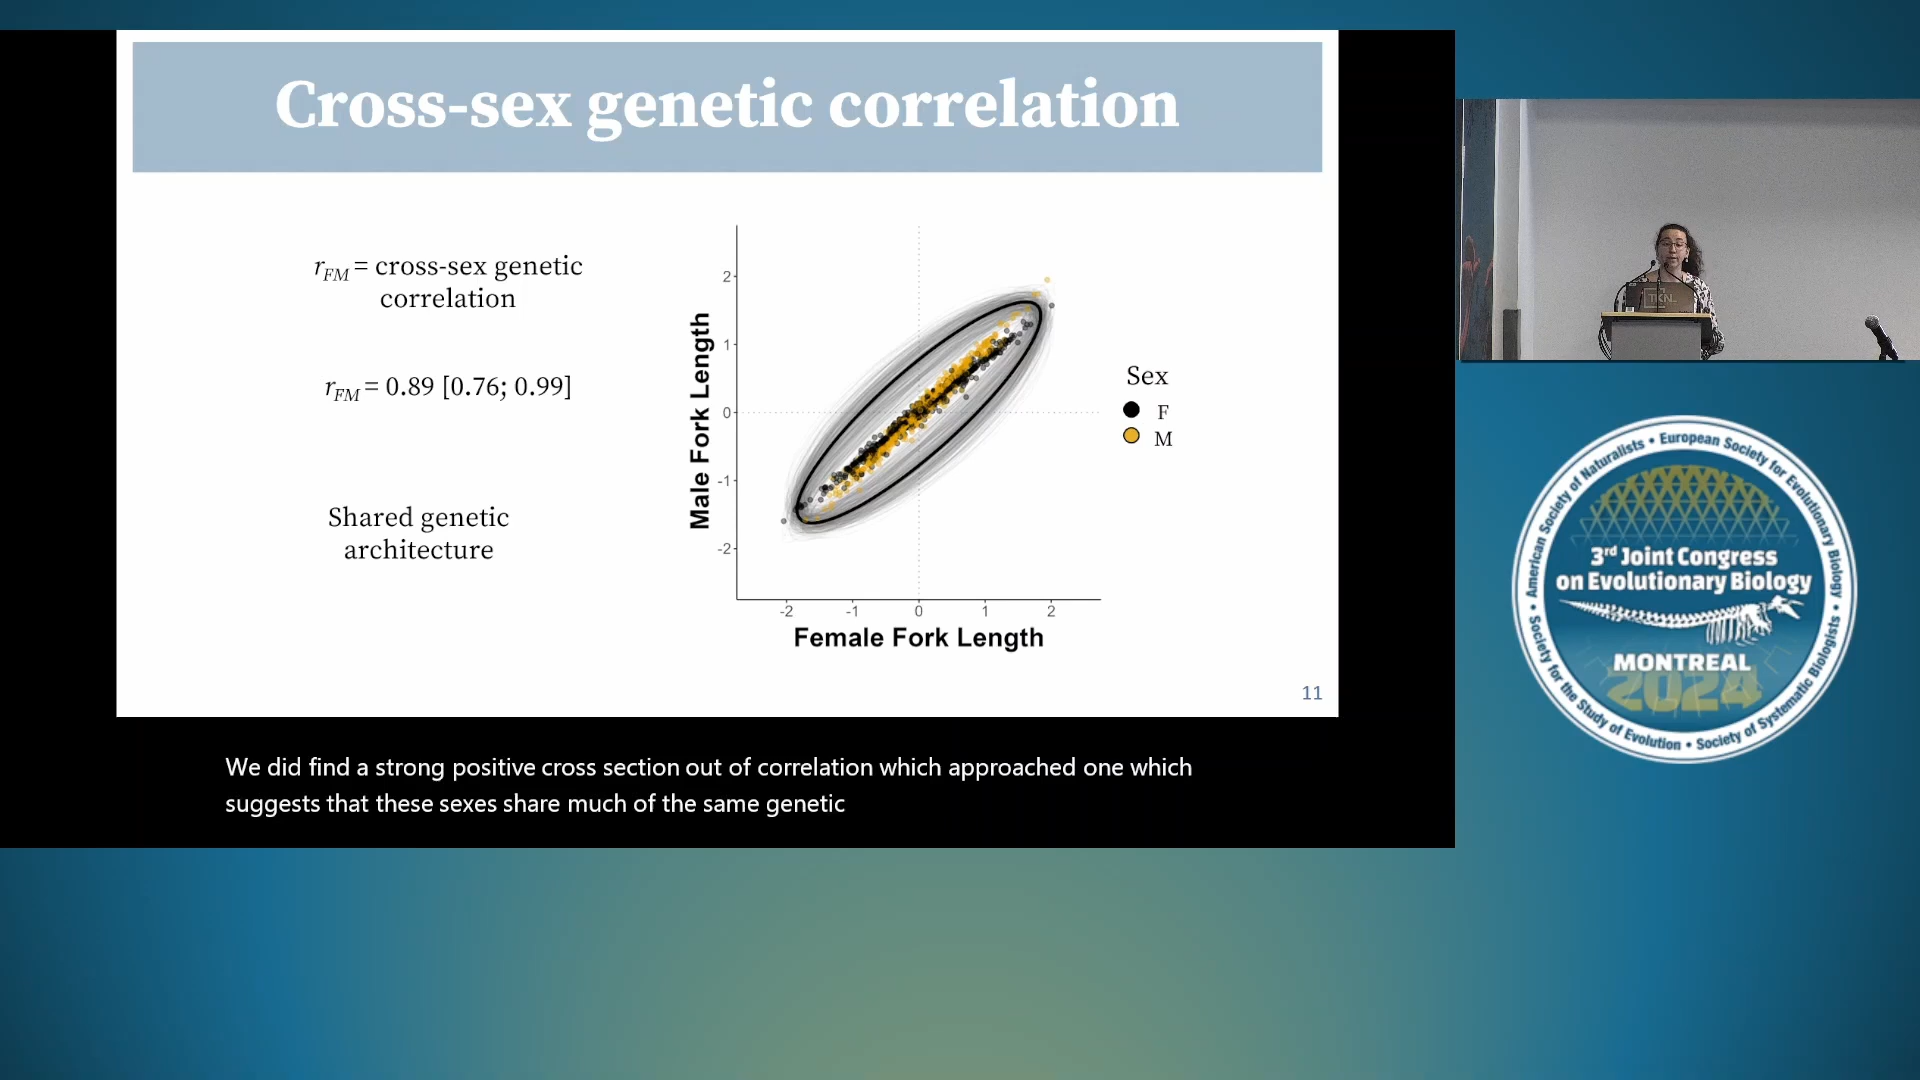 Cross-sex genetic correlation
rFM = cross-sex genetic
correlation
rFM = 0.89 [0.76; 0.99]
Shared genetic
architecture
Male Fork Length
2
1
0
-1
-2
-2
-1
0
1
2
Female Fork Length
Sex
F
M
11
We did find a strong positive cross section out of correlation which approached one which
suggests that these sexes share much of the same genetic
TKNL
American Society of Naturalists • European Society for Evolutionary Biology • Society of Systematic Biologists • Society for the Study of Evolution •
3rd Joint Congress
on Evolutionary Biology
MONTREAL
2024